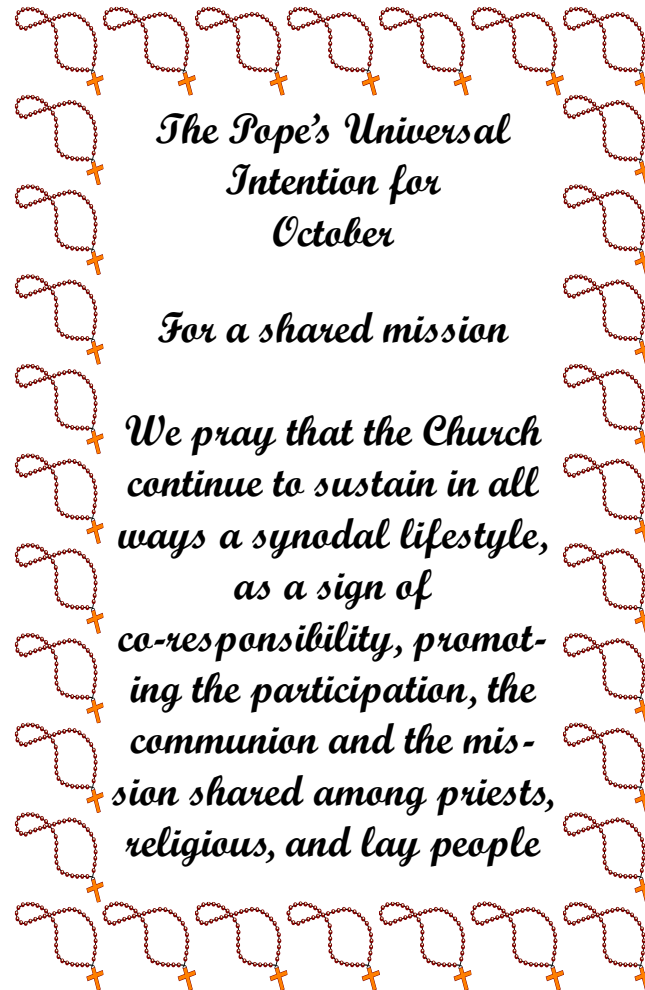 The Pope's Universal
Intention for
October
For a shared mission
We pray that the Church
continue to sustain in all
ways a synodal lifestyle,
as a sign of
co-responsibility, promot-
ing the participation, the
communion and the mis-
sion shared among priests,
religious, and lay people